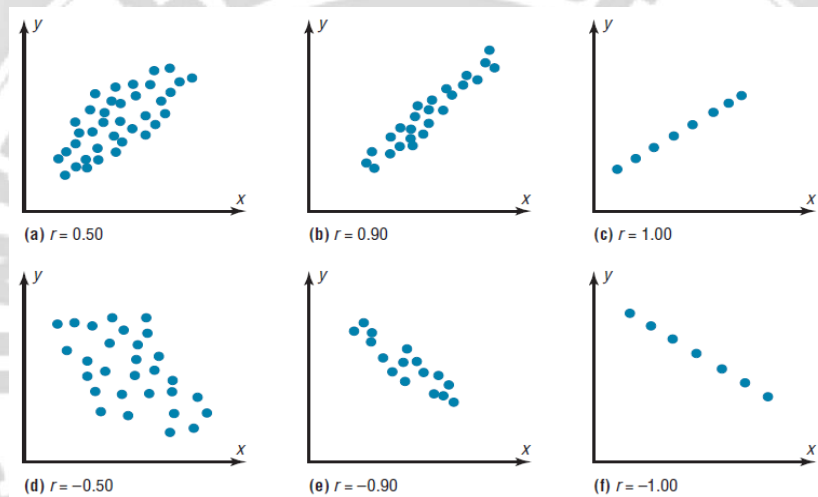 y
y
y
x
x
x
(a) r = 0.50
(b) r = 0.90
(c) r = 1.00
y
y
y
x
x
x
(d) r = −0.50
(e) r = −0.90
(f) r = −1.00